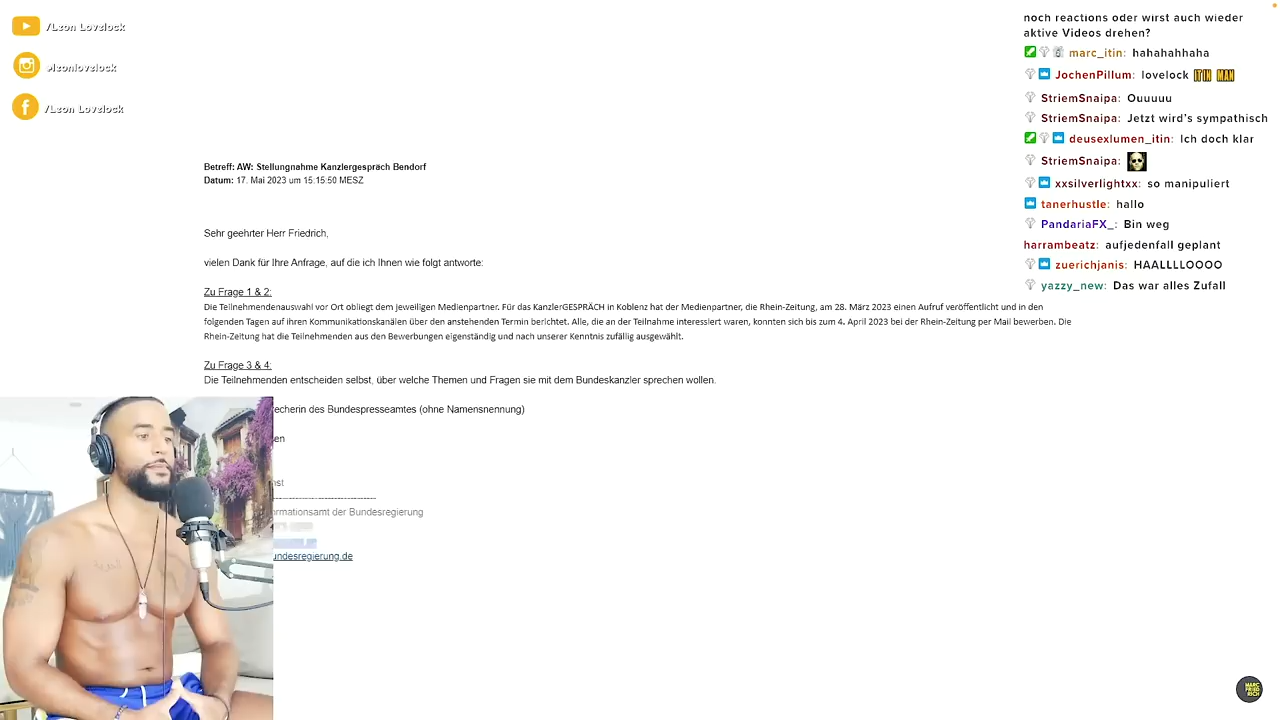 /Leon Lovelock
leonlovelock
/Leon Lovelock
Betreff: AW: Stellungnahme Kanzlergespräch Bendorf
Datum: 17. Mai 2023 um 15:15:50 MESZ
Sehr geehrter Herr Friedrich,
vielen Dank für Ihre Anfrage, auf die ich Ihnen wie folgt antworte:
Zu Frage 1 & 2:
Die Teilnehmendenauswahl vor Ort obliegt dem jeweiligen Medienpartner. Für das KanzlerGESPRÄCH in Koblenz hat der Medienpartner, die Rhein-Zeitung, am 28. März 2023 einen Aufruf veröffentlicht und in den
folgenden Tagen auf ihren Kommunikationskanälen über den anstehenden Termin berichtet. Alle, die an der Teilnahme interessiert waren, konnten sich bis zum 4. April 2023 bei der Rhein-Zeitung per Mail bewerben. Die
Rhein-Zeitung hat die Teilnehmenden aus den Bewerbungen eigenständig und nach unserer Kenntnis zufällig ausgewählt.
Zu Frage 3 & 4:
Die Teilnehmenden entscheiden selbst, über welche Themen und Fragen sie mit dem Bundeskanzler sprechen wollen.
echerin des Bundespresseamtes (ohne Namensnennung)
en
nst
----------------------------------------
ormationsamt der Bundesregierung
undesregierung.de
noch reactions oder wirst auch wieder
aktive Videos drehen?
marc_itin: hahahahhaha
JochenPillum: lovelock IT IN MAN
StriemSnaipa: Ouuuuu
StriemSnaipa: Jetzt wird's sympathisch
deusexlumen_itin: Ich doch klar
StriemSnaipa:
xxsilverlightxx: so manipuliert
tanerhustle: hallo
PandariaFX_: Bin weg
harrambeatz: aufjedenfall geplant
zuerichjanis: HAALLLLOOOO
yazzy_new: Das war alles Zufall
MARC
FRIED
RICH